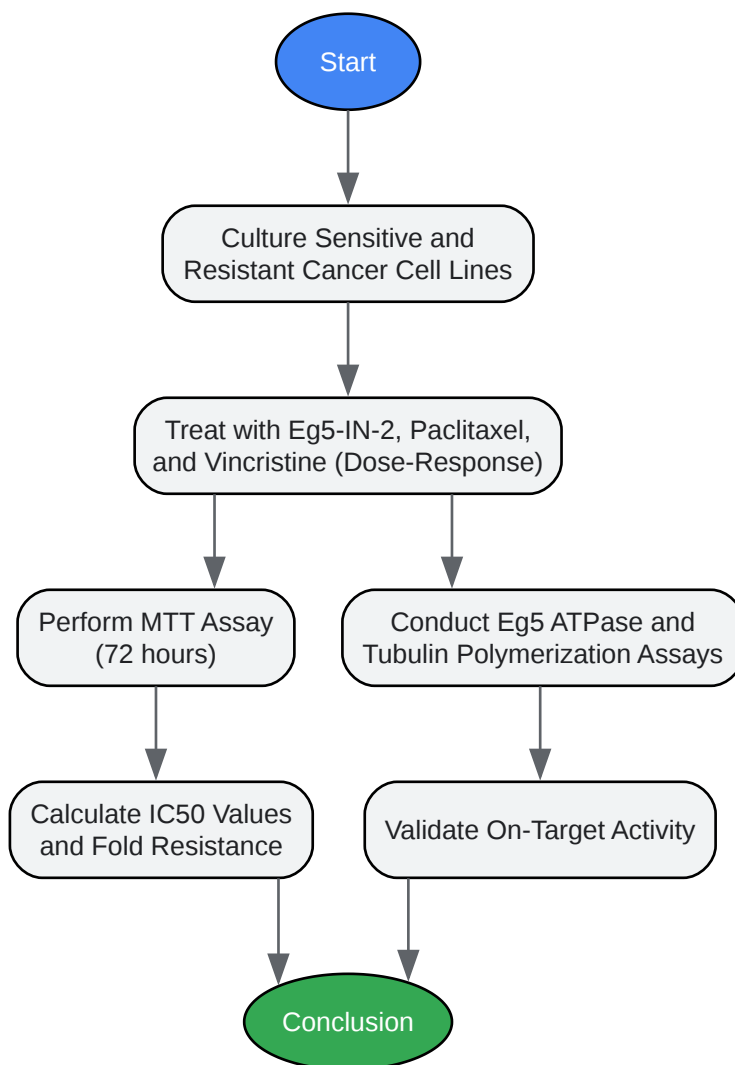 Start
Culture Sensitive and
Resistant Cancer Cell Lines
Treat with Eg5-IN-2, Paclitaxel,
and Vincristine (Dose-Response)
Perform MTT Assay
(72 hours)
Conduct Eg5 ATPase and
Tubulin Polymerization Assays
Calculate IC50 Values
and Fold Resistance
Validate On-Target Activity
Conclusion